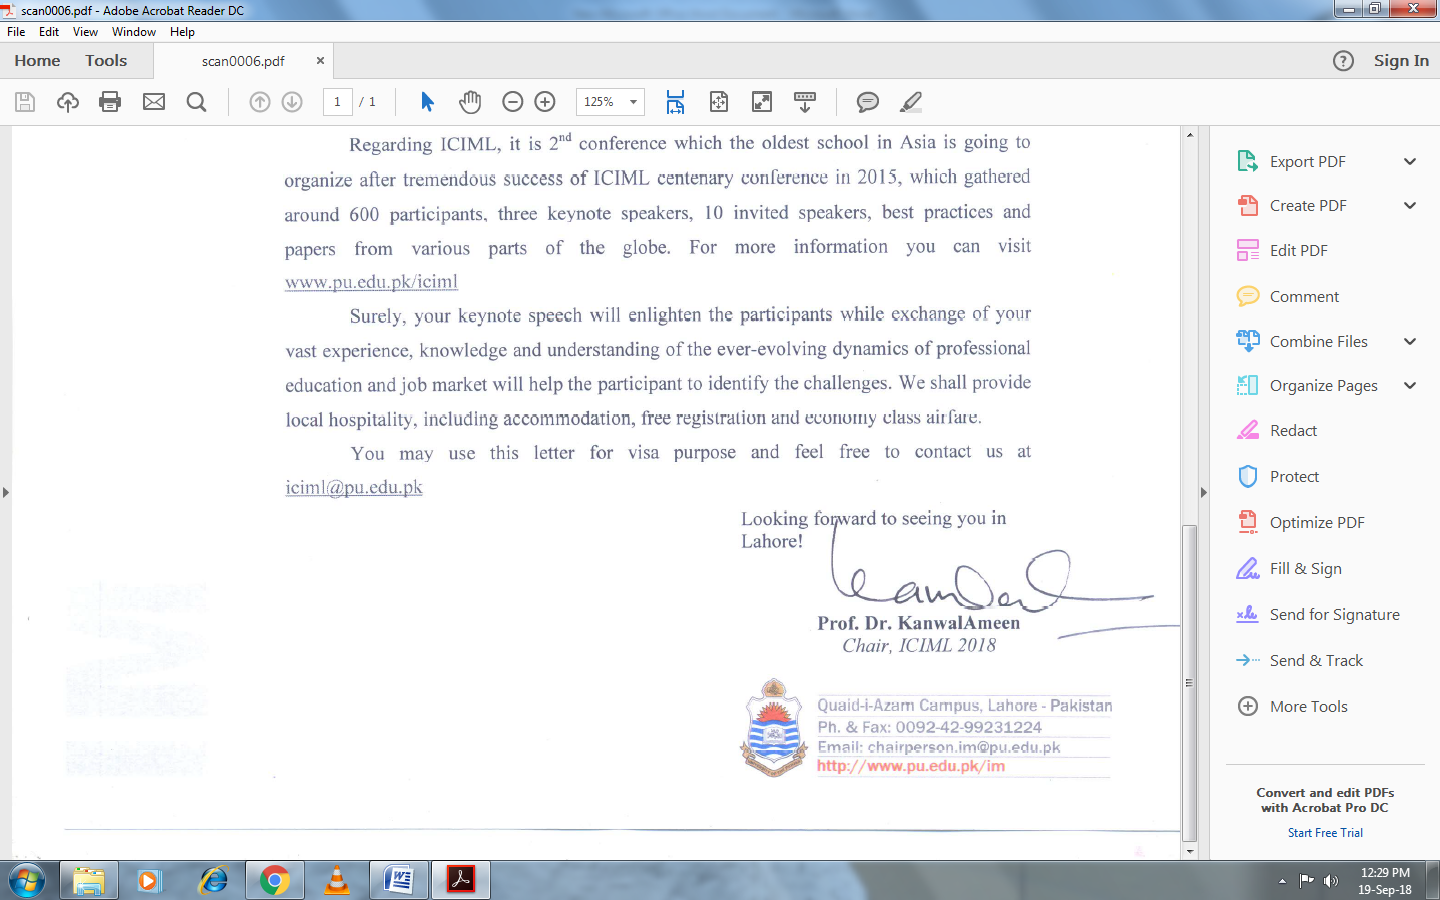 scan0006.pdf - Adobe Acrobat Reader DC
File Edit View Window Help
Home Tools scan0006.pdf × Sign In
1 / 1 125%
Regarding ICIML, it is 2nd conference which the oldest school in Asia is going to
organize after tremendous success of ICIML centenary conference in 2015, which gathered
around 600 participants, three keynote speakers, 10 invited speakers, best practices and
papers from various parts of the globe. For more information you can visit
www.pu.edu.pk/iciml
Surely, your keynote speech will enlighten the participants while exchange of your
vast experience, knowledge and understanding of the ever-evolving dynamics of professional
education and job market will help the participant to identify the challenges. We shall provide
local hospitality, including accommodation, free registration and economy class airfare.
You may use this letter for visa purpose and feel free to contact us at
iciml@pu.edu.pk
Looking forward to seeing you in
Lahore!
Prof. Dr. KanwalAmeen
Chair, ICIML 2018
Quaid-i-Azam Campus, Lahore - Pakistan
Ph. & Fax: 0092-42-99231224
Email: chairperson.im@pu.edu.pk
http://www.pu.edu.pk/im
Export PDF
Create PDF
Edit PDF
Comment
Combine Files
Organize Pages
Redact
Protect
Optimize PDF
Fill & Sign
Send for Signature
Send & Track
More Tools
Convert and edit PDFs
with Acrobat Pro DC
Start Free Trial
12:29 PM
19-Sep-18